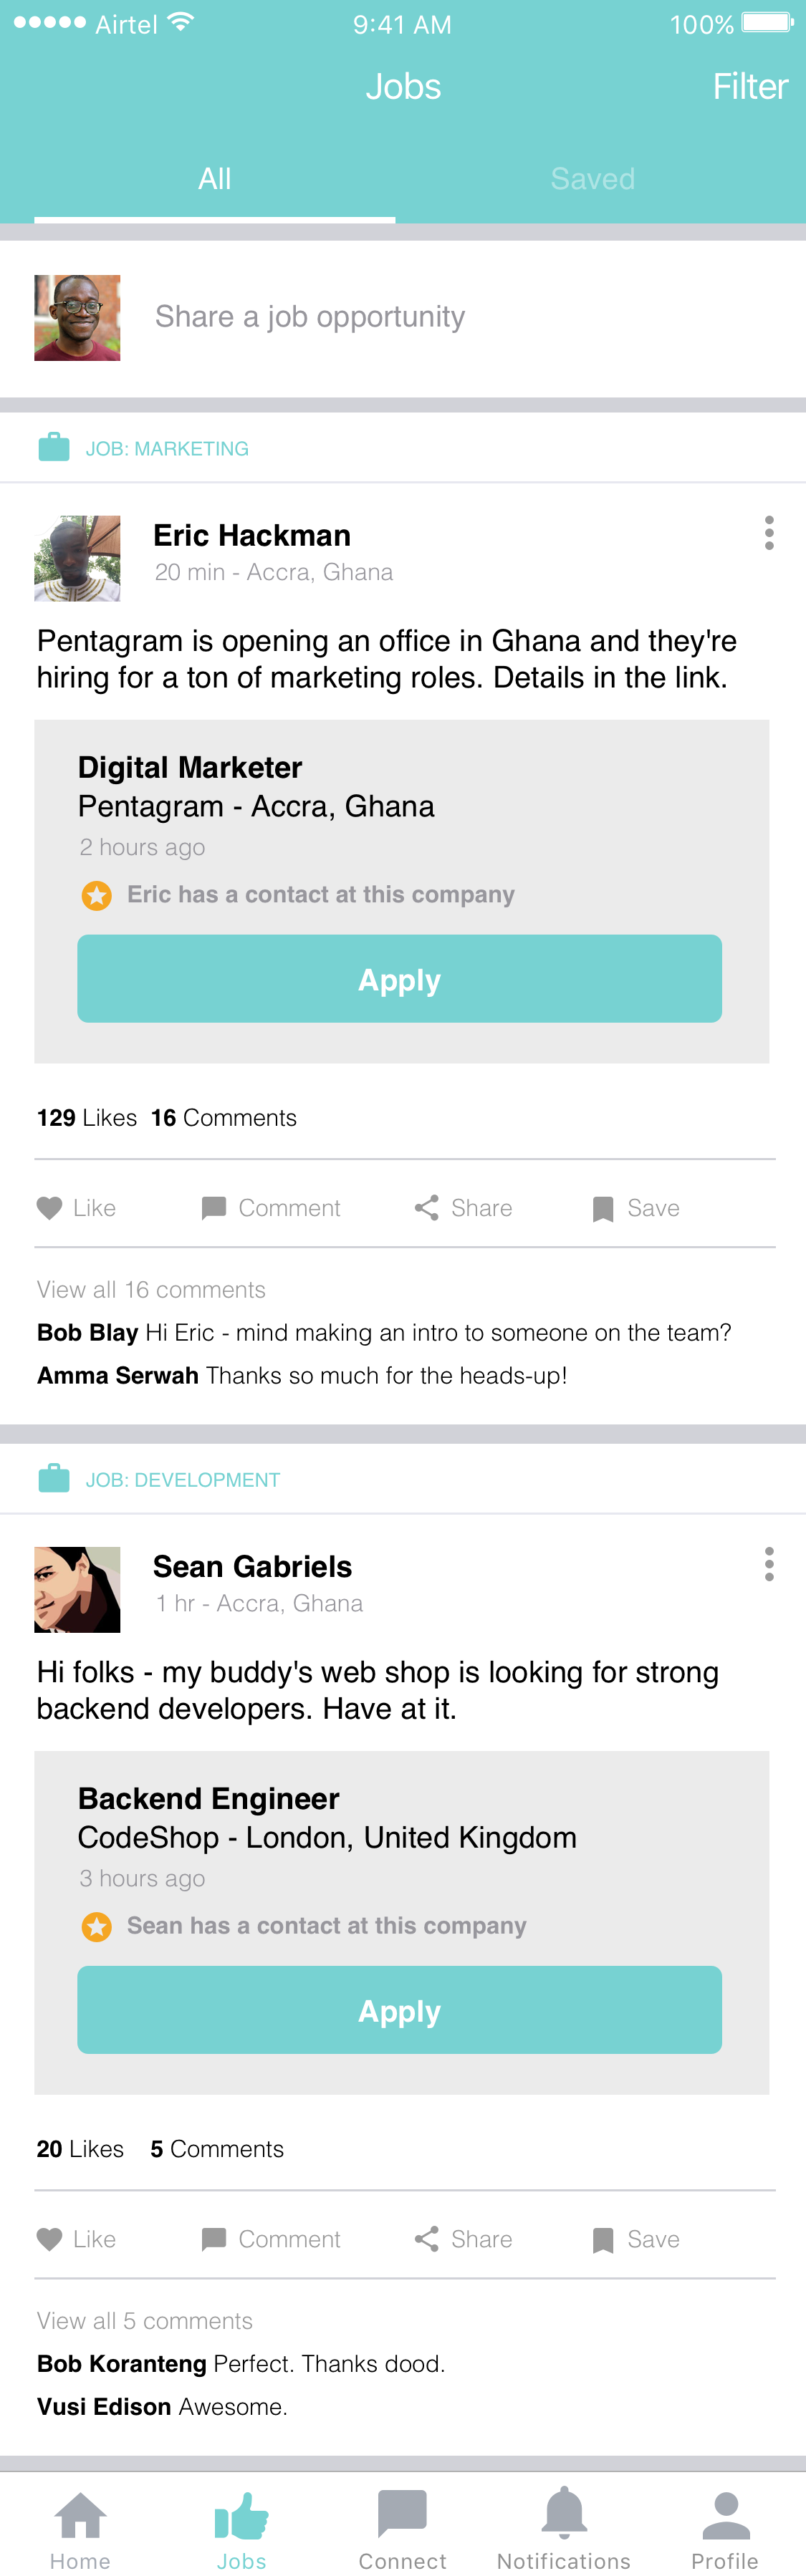 Airtel 9:41 AM 100%
Jobs Filter
All Saved
Share a job opportunity
JOB: MARKETING
Eric Hackman
20 min - Accra, Ghana
Pentagram is opening an office in Ghana and they're
hiring for a ton of marketing roles. Details in the link.
Digital Marketer
Pentagram - Accra, Ghana
2 hours ago
Eric has a contact at this company
Apply
129 Likes 16 Comments
Like Comment Share Save
View all 16 comments
Bob Blay Hi Eric - mind making an intro to someone on the team?
Amma Serwah Thanks so much for the heads-up!
JOB: DEVELOPMENT
Sean Gabriels
1 hr - Accra, Ghana
Hi folks - my buddy's web shop is looking for strong
backend developers. Have at it.
Backend Engineer
CodeShop - London, United Kingdom
3 hours ago
Sean has a contact at this company
Apply
20 Likes 5 Comments
Like Comment Share Save
View all 5 comments
Bob Koranteng Perfect. Thanks dood.
Vusi Edison Awesome.
Home Jobs Connect Notifications Profile